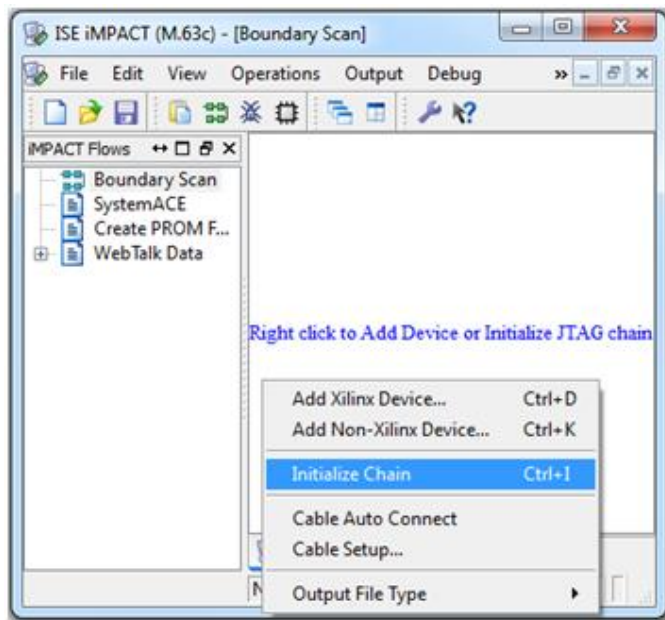 ISE iMPACT (M.63c) - [Boundary Scan]
File Edit View Operations Output Debug »
iMPACT Flows
Boundary Scan
SystemACE
Create PROM F...
WebTalk Data
Right click to Add Device or Initialize JTAG chain
Add Xilinx Device... Ctrl+D
Add Non-Xilinx Device... Ctrl+K
Initialize Chain Ctrl+I
Cable Auto Connect
Cable Setup...
Output File Type